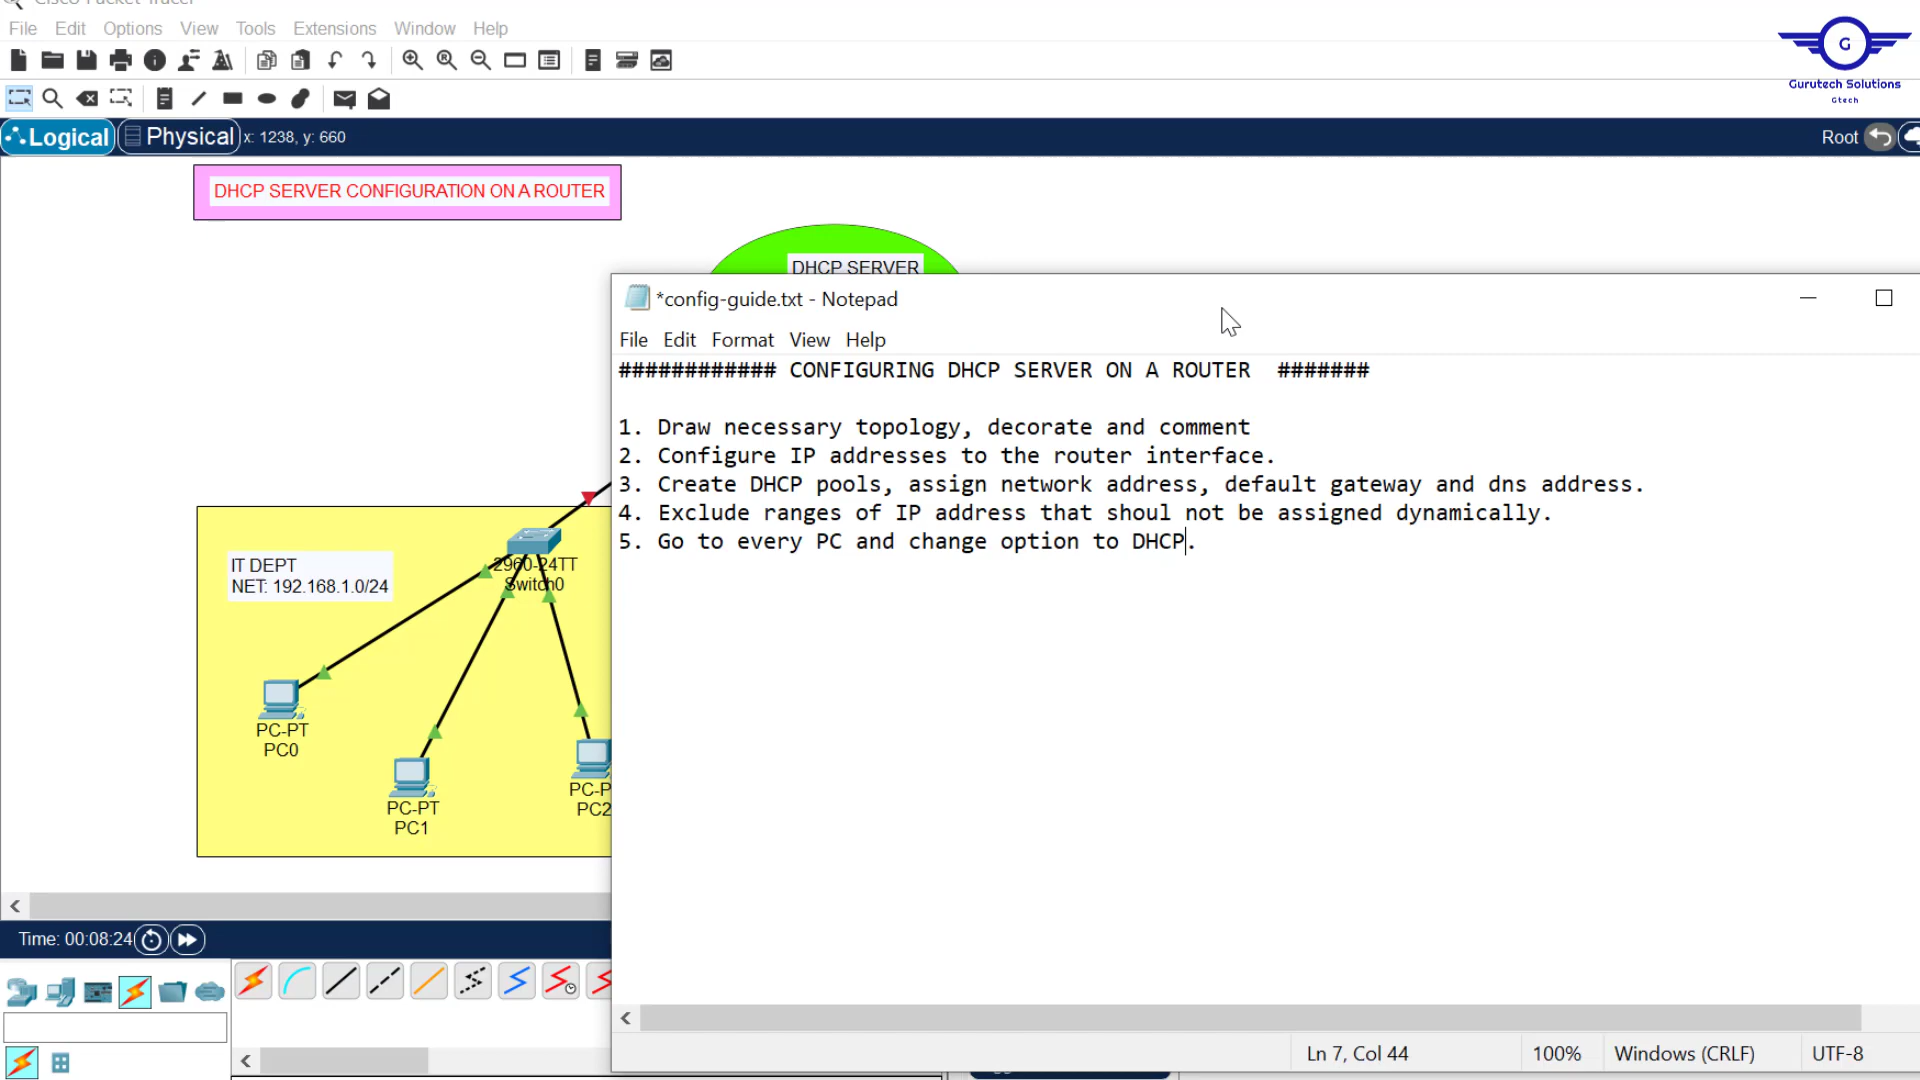 Cisco Packet Tracer
File Edit Options View Tools Extensions Window Help
G
Gurutech Solutions
Gtech
Logical Physical x: 1238, y: 660
Root
DHCP SERVER CONFIGURATION ON A ROUTER
DHCP SERVER
*config-guide.txt - Notepad
File Edit Format View Help
############ CONFIGURING DHCP SERVER ON A ROUTER #######
1. Draw necessary topology, decorate and comment
2. Configure IP addresses to the router interface.
3. Create DHCP pools, assign network address, default gateway and dns address.
4. Exclude ranges of IP address that shoul not be assigned dynamically.
5. Go to every PC and change option to DHCP.
IT DEPT
NET: 192.168.1.0/24
2960-24TT
Switch0
PC-PT
PC0
PC-PT
PC1
PC-P
PC2
Time: 00:08:24
Ln 7, Col 44 100% Windows (CRLF) UTF-8